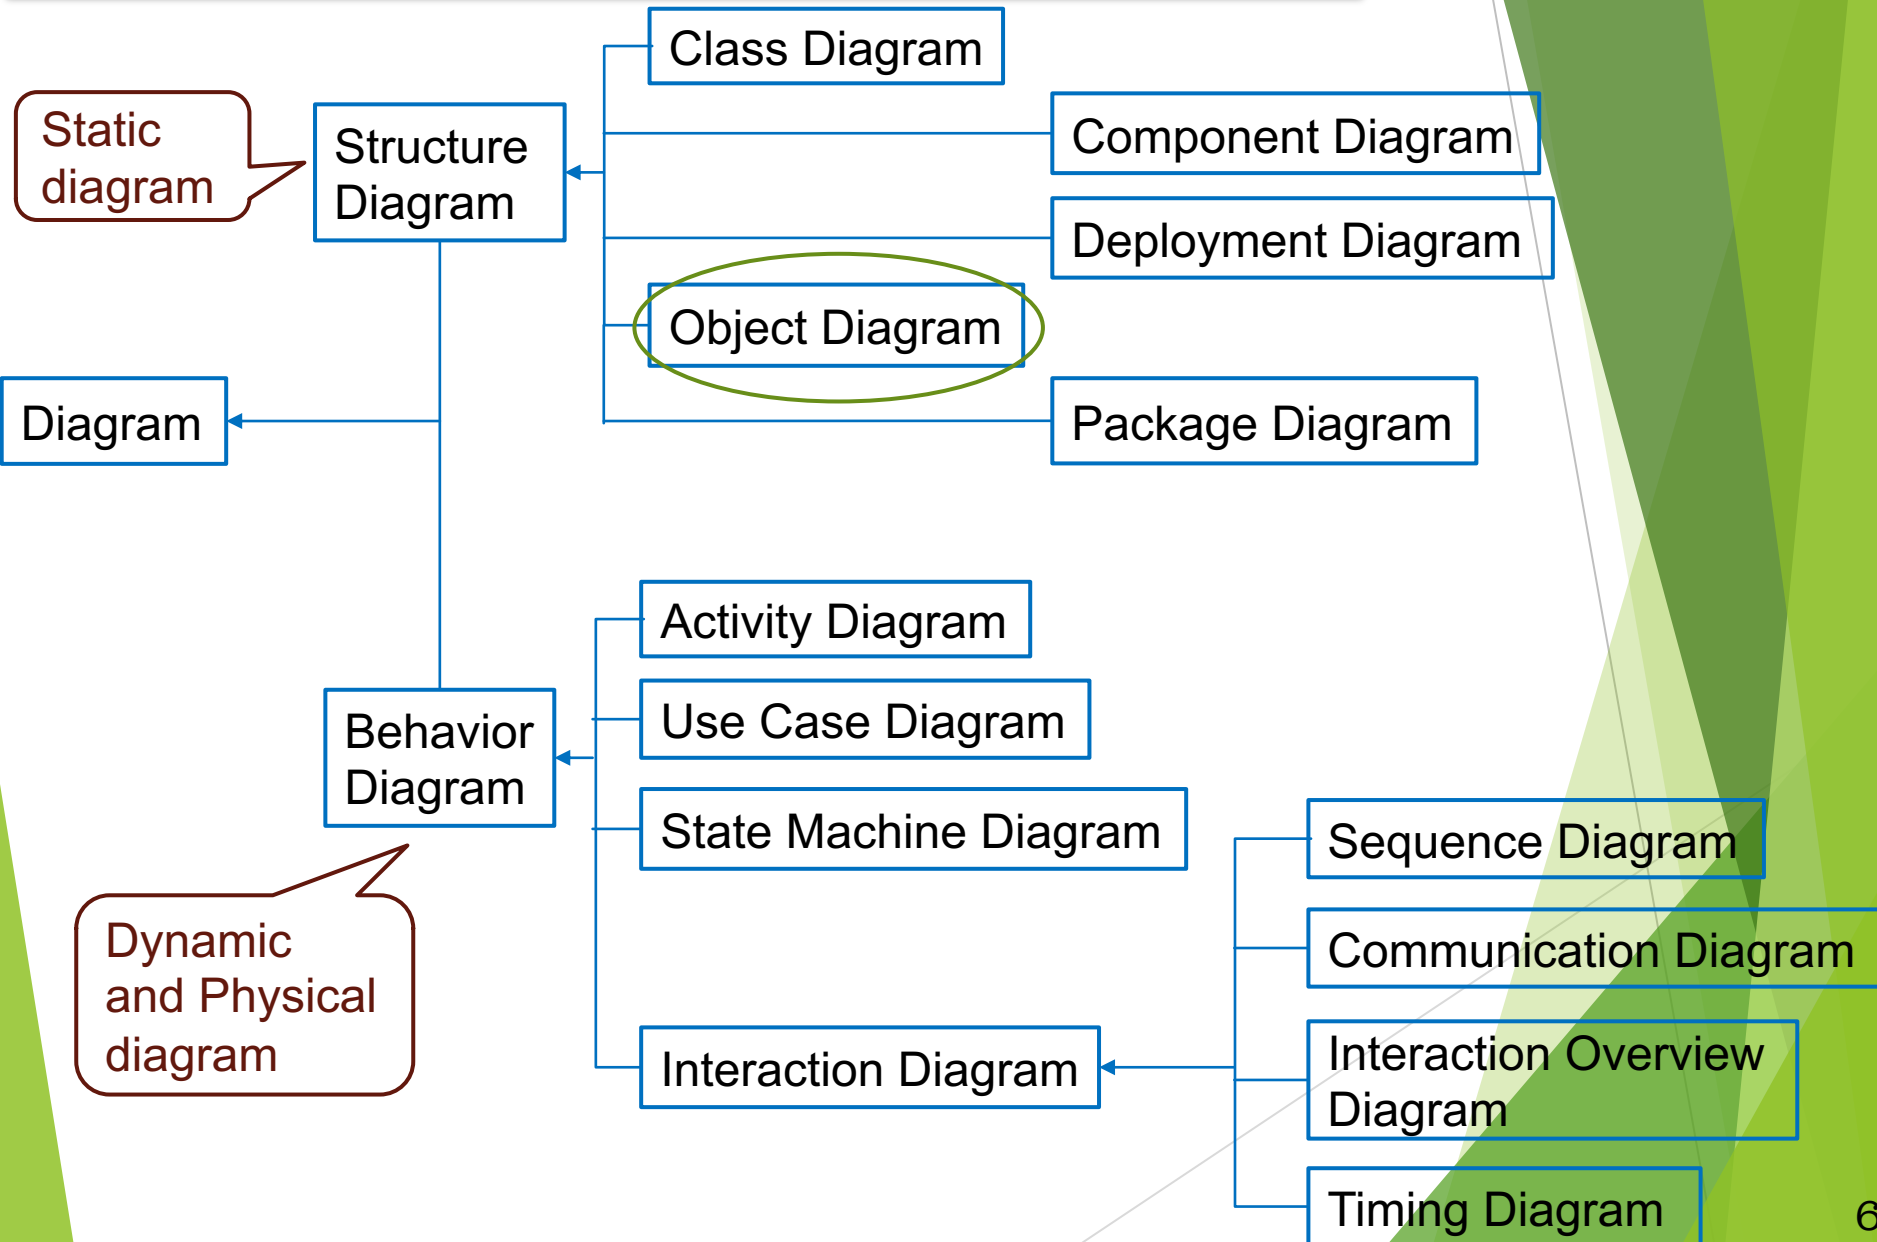 Class Diagram
Static
diagram
Structure
Diagram
Component Diagram
Deployment Diagram
Object Diagram
Diagram
Package Diagram
Activity Diagram
Use Case Diagram
Behavior
Diagram
State Machine Diagram
Sequence Diagram
Dynamic
and Physical
diagram
Communication Diagram
Interaction Diagram
Interaction Overview
Diagram
Timing Diagram
6